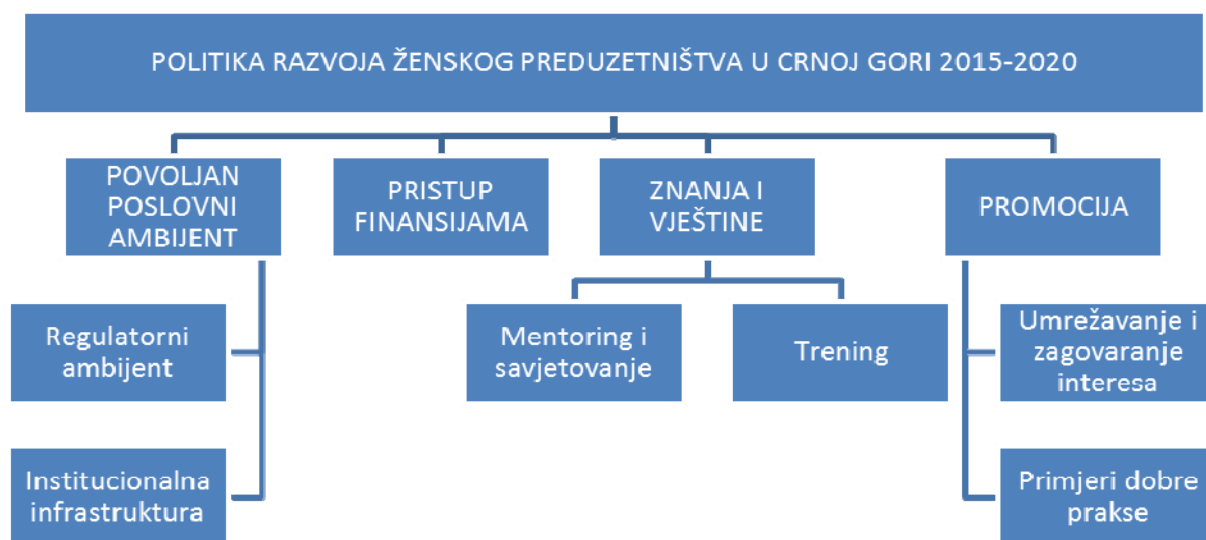 POLITIKA RAZVOJA ŽENSKOG PREDUZETNIŠTVA U CRNOJ GORI 2015-2020
POVOLJAN
POSLOVNI
AMBIJENT
PRISTUP
FINANSIJAMA
ZNANJA I
VJEŠTINE
PROMOCIJA
Regulatorni
ambijent
Mentoring i
savjetovanje
Trening
Umrežavanje i
zagovaranje
interesa
Institucionalna
infrastruktura
Primjeri dobre
prakse